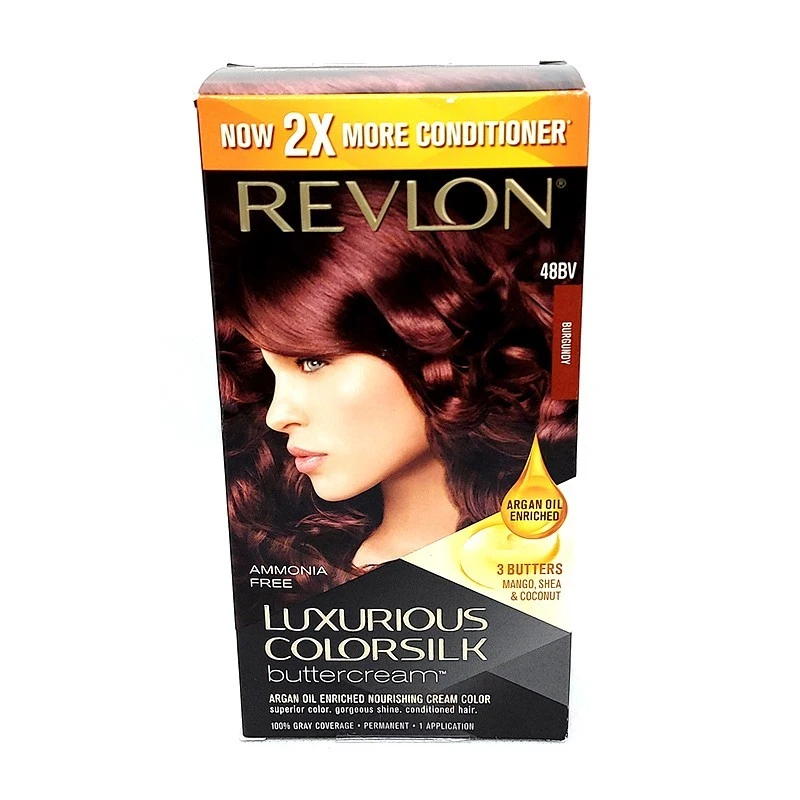 NOW 2X MORE CONDITIONER*
REVLON®
48BV
BURGUNDY
ARGAN OIL
ENRICHED
3 BUTTERS
MANGO, SHEA
& COCONUT
AMMONIA
FREE
LUXURIOUS
COLORSILK
buttercream™
ARGAN OIL ENRICHED NOURISHING CREAM COLOR
superior color. gorgeous shine. conditioned hair.
100% GRAY COVERAGE • PERMANENT • 1 APPLICATION